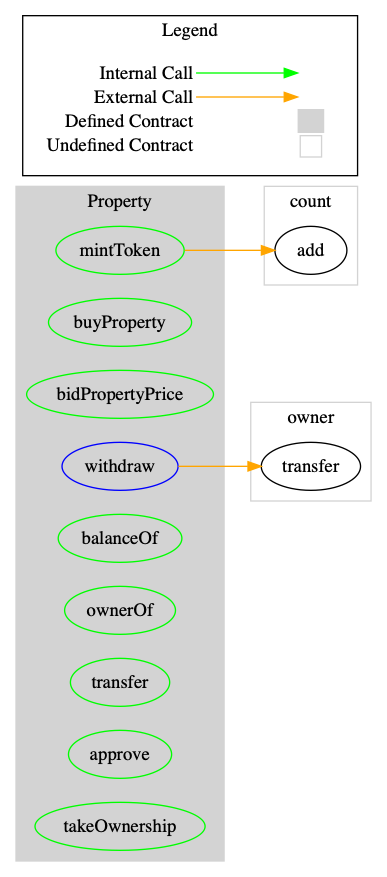 Legend
Internal Call
External Call
Defined Contract
Undefined Contract
Property
count
mintToken
add
buyProperty
bidPropertyPrice
owner
withdraw
transfer
balanceOf
ownerOf
transfer
approve
takeOwnership